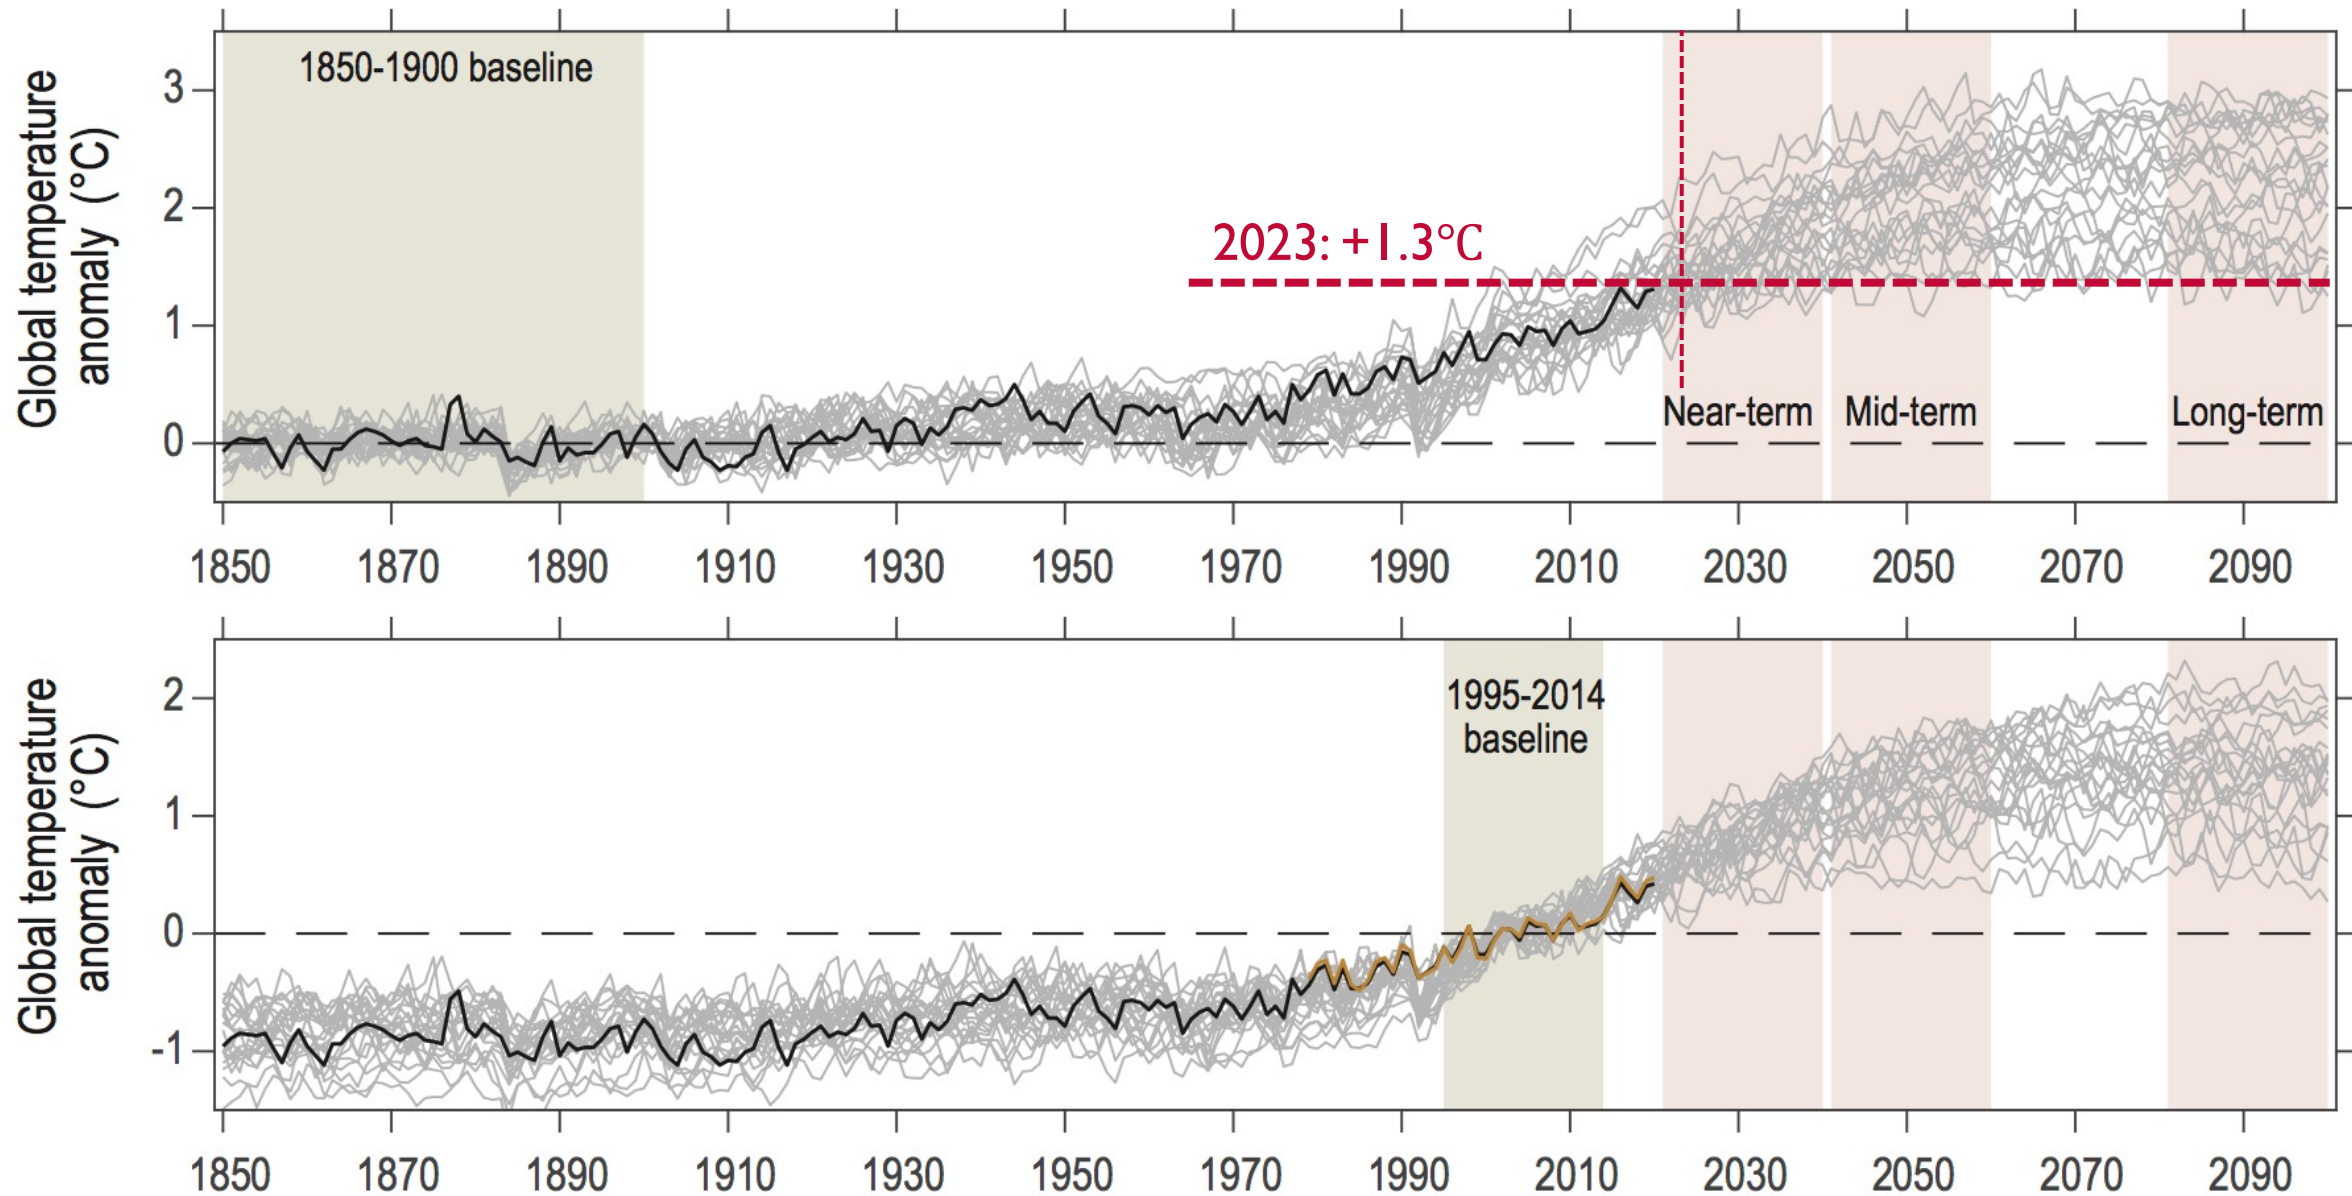 Global temperature
anomaly (°C)
3
2
1
0
1850-1900 baseline
2023: +1.3°C
Near-term
Mid-term
Long-term
1850 1870 1890 1910 1930 1950 1970 1990 2010 2030 2050 2070 2090
Global temperature
anomaly (°C)
2
1
0
-1
1995-2014
baseline
1850 1870 1890 1910 1930 1950 1970 1990 2010 2030 2050 2070 2090